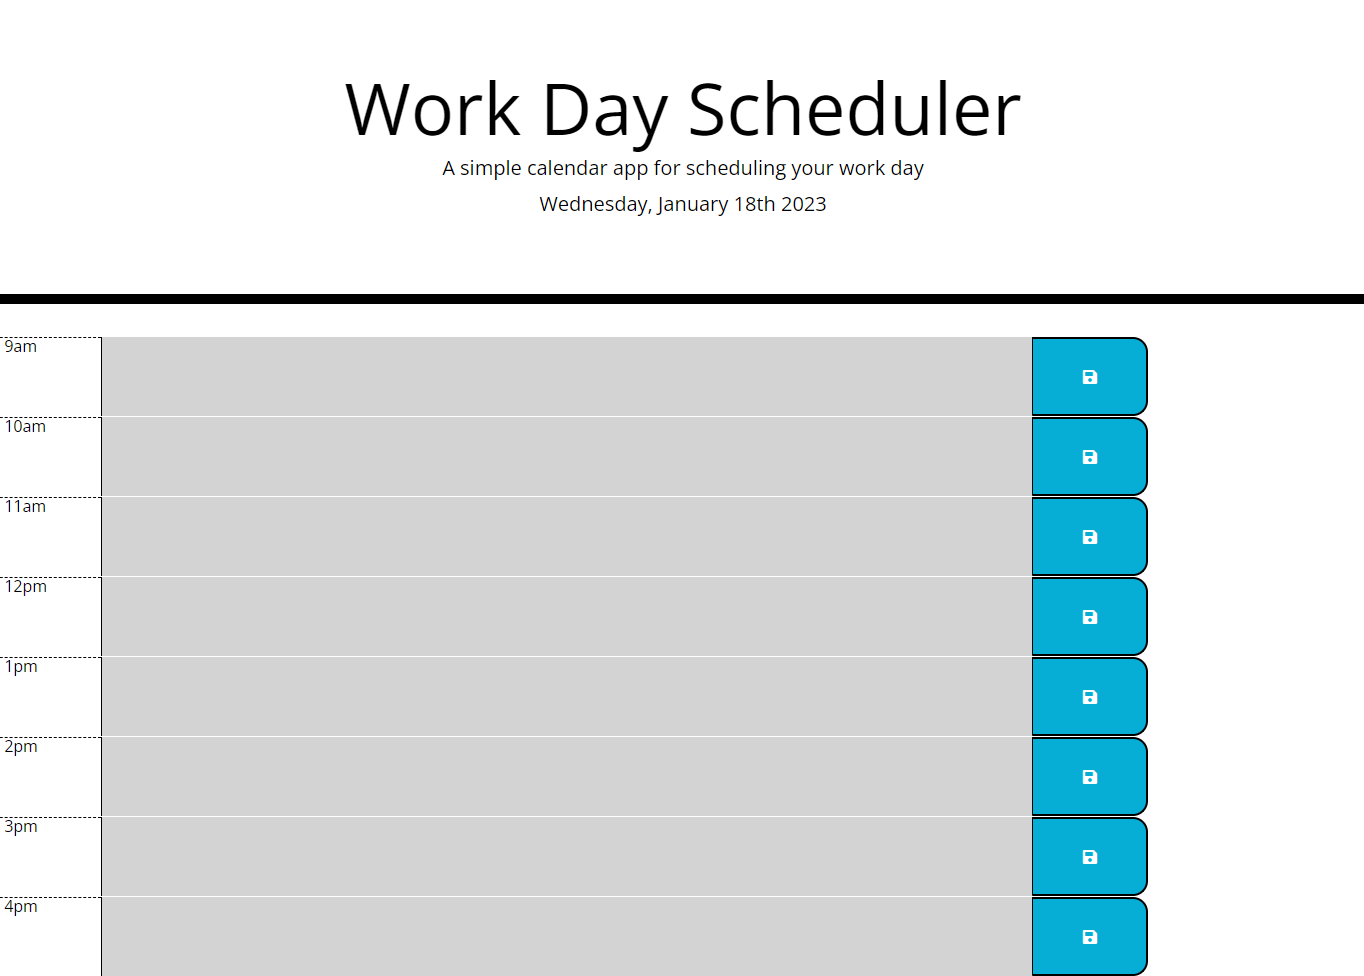 Work Day Scheduler
A simple calendar app for scheduling your work day
Wednesday, January 18th 2023
9am
10am
11am
12pm
1pm
2pm
3pm
4pm